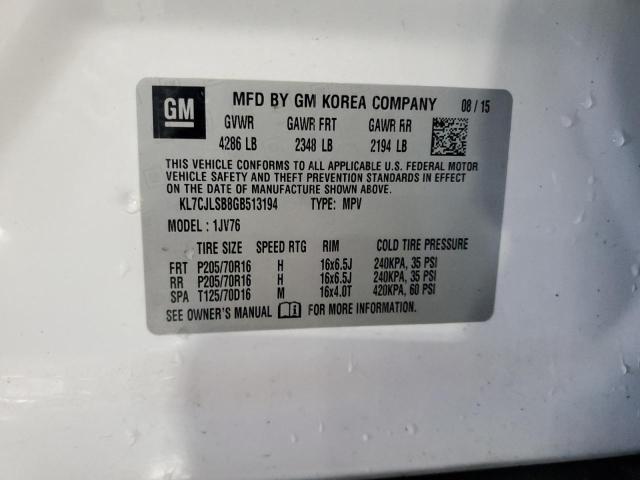 GM MFD BY GM KOREA COMPANY 08 / 15
GVWR GAWR FRT GAWR RR
4286 LB 2348 LB 2194 LB
THIS VEHICLE CONFORMS TO ALL APPLICABLE U.S. FEDERAL MOTOR
VEHICLE SAFETY AND THEFT PREVENTION STANDARDS IN EFFECT
ON THE DATE OF MANUFACTURE SHOWN ABOVE.
KL7CJLSB8GB513194 TYPE: MPV
MODEL : 1JV76
TIRE SIZE SPEED RTG RIM COLD TIRE PRESSURE
FRT P205/70R16 H 16x6.5J 240KPA, 35 PSI
RR P205/70R16 H 16x6.5J 240KPA, 35 PSI
SPA T125/70D16 M 16x4.0T 420KPA, 60 PSI
SEE OWNER'S MANUAL FOR MORE INFORMATION.